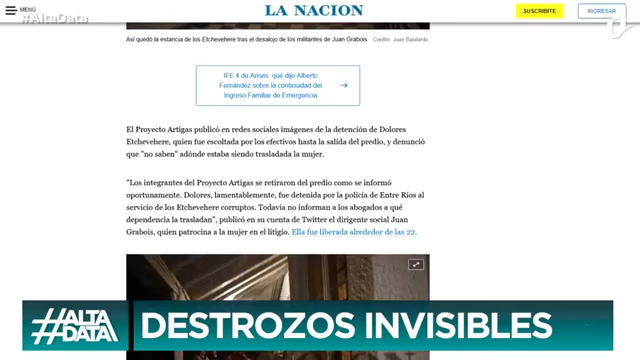 MENÚ
LA NACION
SUSCRIBITE
INGRESAR
#AltaData
Así quedó la estancia de los Etchevehere tras el desalojo de los militantes de Juan Grabois Crédito: Juan Balalante
IFE 4 de Anses. qué dijo Alberto
Fernández sobre la continuidad del
Ingreso Familiar de Emergencia
El Proyecto Artigas publicó en redes sociales imágenes de la detención de Dolores
Etchevehere, quien fue escoltada por los efectivos hasta la salida del predio, y denunció
que "no saben" adónde estaba siendo trasladada la mujer.
"Los integrantes del Proyecto Artigas se retiraron del predio como se informó
oportunamente. Dolores, lamentablemente, fue detenida por la policía de Entre Ríos al
servicio de los Etchevehere corruptos. Todavía no informan a los abogados a qué
dependencia la trasladan", publicó en su cuenta de Twitter el dirigente social Juan
Grabois, quien patrocina a la mujer en el litigio. Ella fue liberada alrededor de las 22.
#ALTA
DATA
DESTROZOS INVISIBLES